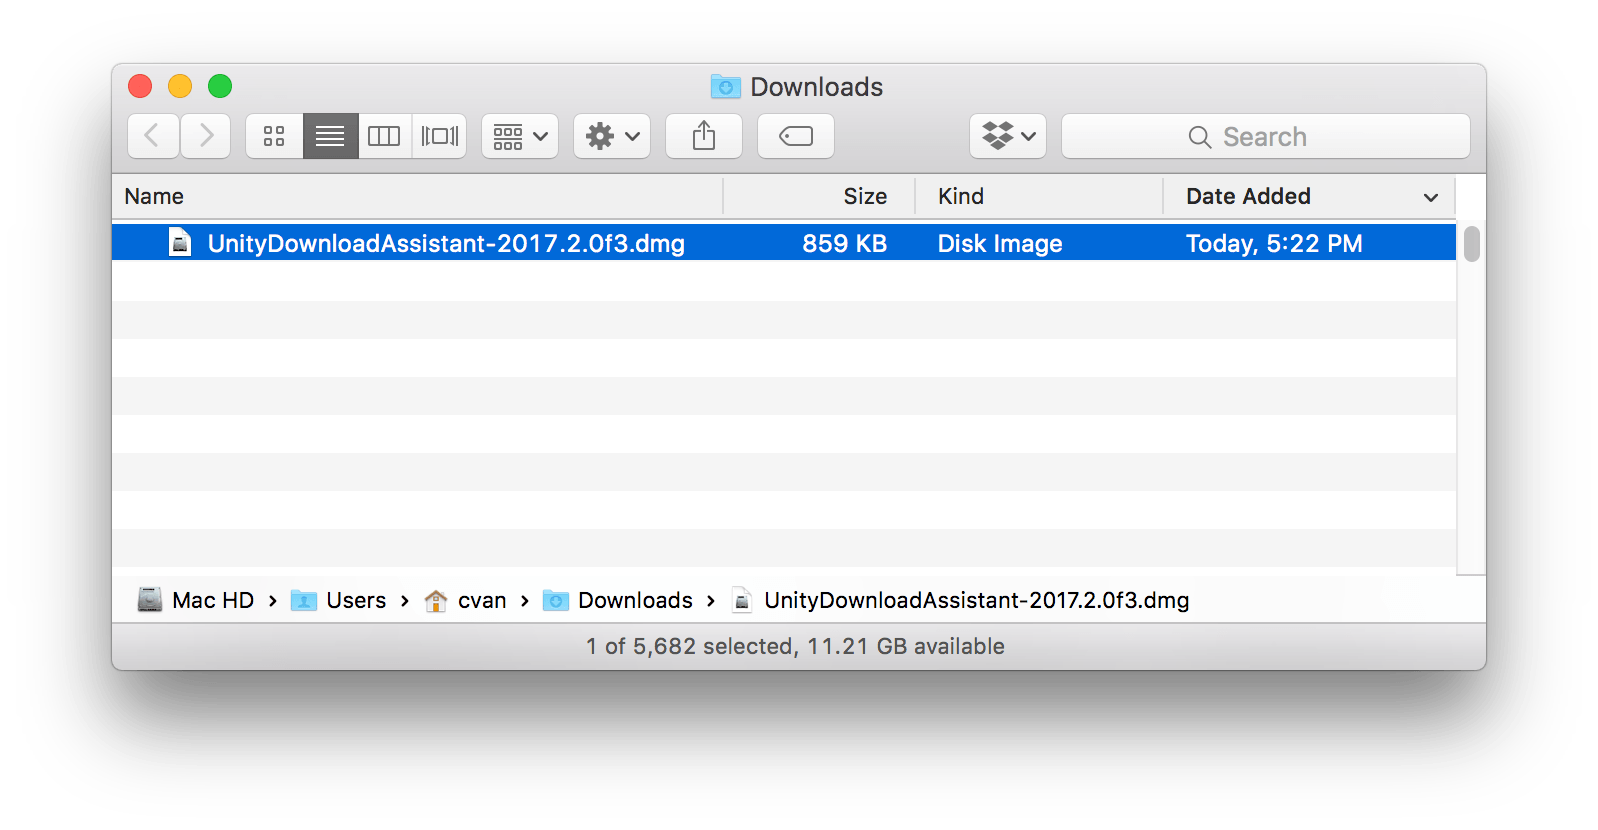 Downloads
Search
Name Size Kind Date Added
UnityDownloadAssistant-2017.2.0f3.dmg 859 KB Disk Image Today, 5:22 PM
Mac HD › Users › cvan › Downloads › UnityDownloadAssistant-2017.2.0f3.dmg
1 of 5,682 selected, 11.21 GB available